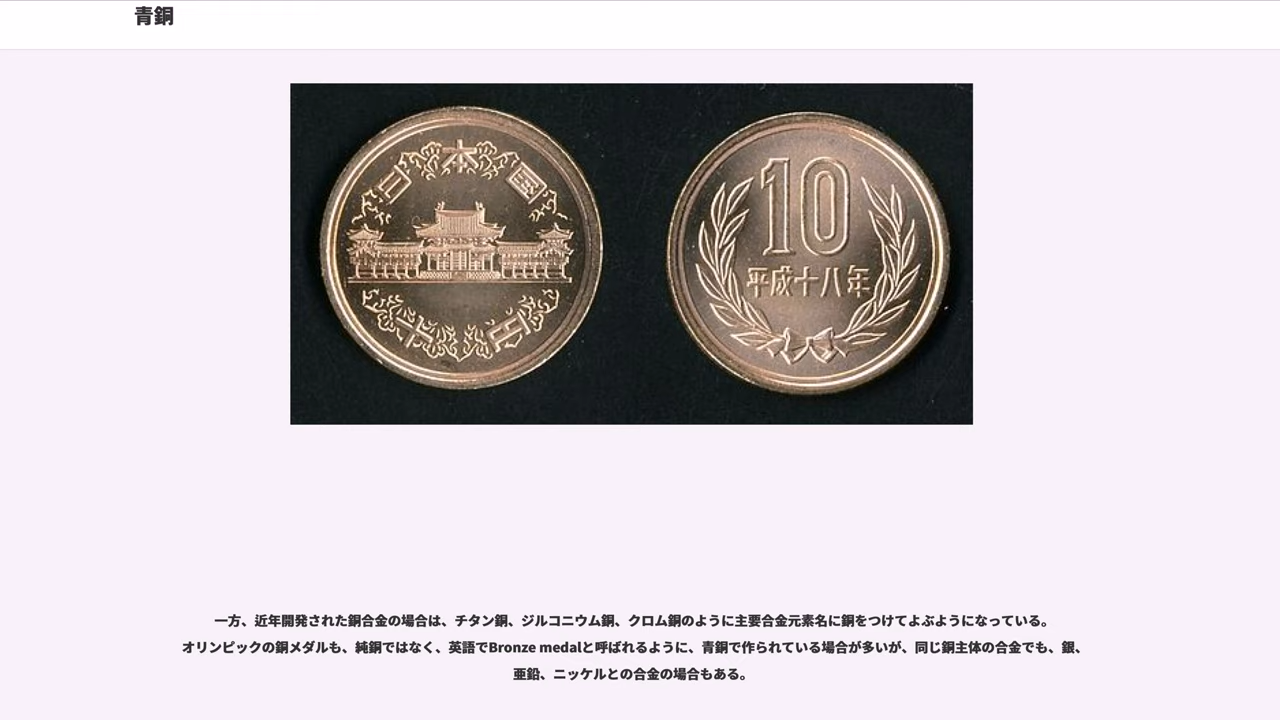 青銅
日本国
十円
10
平成十八年
一方、近年開発された銅合金の場合は、チタン銅、ジルコニウム銅、クロム銅のように主要合金元素名に銅をつけてよぶようになっている。
オリンピックの銅メダルも、純銅ではなく、英語でBronze medalと呼ばれるように、青銅で作られている場合が多いが、同じ銅主体の合金でも、銀、
亜鉛、ニッケルとの合金の場合もある。